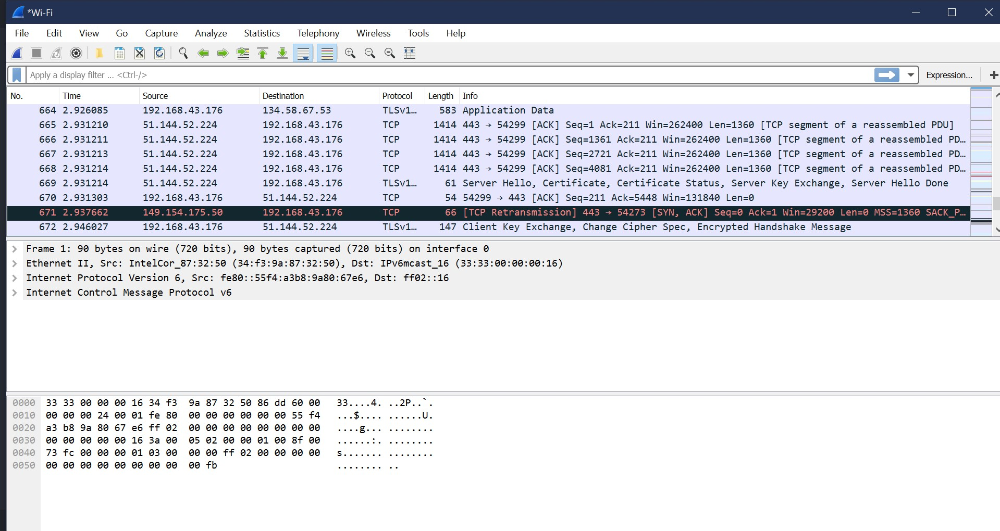 *Wi-Fi
File Edit View Go Capture Analyze Statistics Telephony Wireless Tools Help
Apply a display filter ... <Ctrl-/> Expression... +
No. Time Source Destination Protocol Length Info
664 2.926085 192.168.43.176 134.58.67.53 TLSv1... 583 Application Data
665 2.931210 51.144.52.224 192.168.43.176 TCP 1414 443 → 54299 [ACK] Seq=1 Ack=211 Win=262400 Len=1360 [TCP segment of a reassembled PDU]
666 2.931211 51.144.52.224 192.168.43.176 TCP 1414 443 → 54299 [ACK] Seq=1361 Ack=211 Win=262400 Len=1360 [TCP segment of a reassembled PD...
667 2.931213 51.144.52.224 192.168.43.176 TCP 1414 443 → 54299 [ACK] Seq=2721 Ack=211 Win=262400 Len=1360 [TCP segment of a reassembled PD...
668 2.931214 51.144.52.224 192.168.43.176 TCP 1414 443 → 54299 [ACK] Seq=4081 Ack=211 Win=262400 Len=1360 [TCP segment of a reassembled PD...
669 2.931214 51.144.52.224 192.168.43.176 TLSv1... 61 Server Hello, Certificate, Certificate Status, Server Key Exchange, Server Hello Done
670 2.931303 192.168.43.176 51.144.52.224 TCP 54 54299 → 443 [ACK] Seq=211 Ack=5448 Win=131840 Len=0
671 2.937662 149.154.175.50 192.168.43.176 TCP 66 [TCP Retransmission] 443 → 54273 [SYN, ACK] Seq=0 Ack=1 Win=29200 Len=0 MSS=1360 SACK_P...
672 2.946027 192.168.43.176 51.144.52.224 TLSv1... 147 Client Key Exchange, Change Cipher Spec, Encrypted Handshake Message
Frame 1: 90 bytes on wire (720 bits), 90 bytes captured (720 bits) on interface 0
Ethernet II, Src: IntelCor_87:32:50 (34:f3:9a:87:32:50), Dst: IPv6mcast_16 (33:33:00:00:00:16)
Internet Protocol Version 6, Src: fe80::55f4:a3b8:9a80:67e6, Dst: ff02::16
Internet Control Message Protocol v6
0000 33 33 00 00 00 16 34 f3 9a 87 32 50 86 dd 60 00 33....4. ..2P..`.
0010 00 00 00 24 00 01 fe 80 00 00 00 00 00 00 55 f4 ...$.... ......U.
0020 a3 b8 9a 80 67 e6 ff 02 00 00 00 00 00 00 00 00 ....g... ........
0030 00 00 00 00 00 16 3a 00 05 02 00 00 01 00 8f 00 ......:. ........
0040 73 fc 00 00 00 01 03 00 00 00 ff 02 00 00 00 00 s....... ........
0050 00 00 00 00 00 00 00 00 00 fb ........ ..